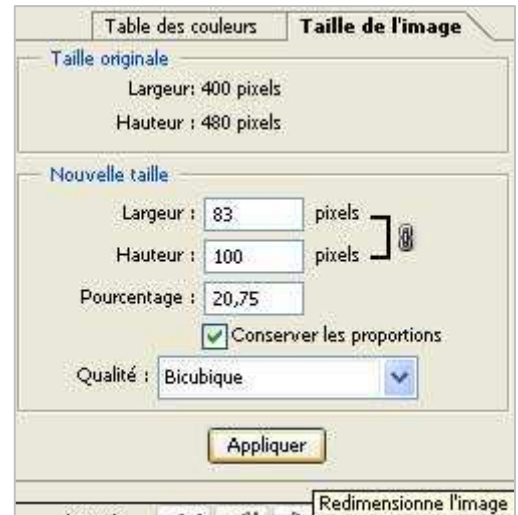 Table des couleurs Taille de l'image
Taille originale
Largeur: 400 pixels
Hauteur : 480 pixels
Nouvelle taille
Largeur : 83 pixels
Hauteur : 100 pixels
Pourcentage : 20,75
Conserver les proportions
Qualité : Bicubique
Appliquer
Redimensionne l'image